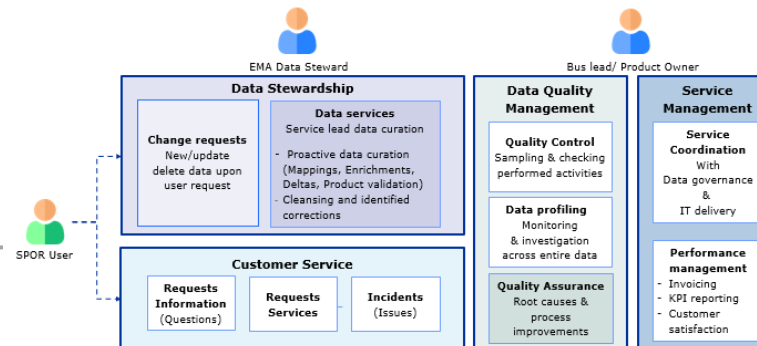 EMA Data Steward
Bus lead/ Product Owner
Data Stewardship
Change requests
New/update
delete data upon
user request
Data services
Service lead data curation
- Proactive data curation
(Mappings, Enrichments,
Deltas, Product validation)
- Cleansing and identified
corrections
Data Quality
Management
Quality Control
Sampling & checking
performed activities
Data profiling
Monitoring
& investigation
across entire data
Quality Assurance
Root causes &
process
improvements
Service
Management
Service
Coordination
With
Data governance
&
IT delivery
Performance
management
- Invoicing
- KPI reporting
- Customer
satisfaction
SPOR User
Customer Service
Requests
Information
(Questions)
Requests
Services
Incidents
(Issues)